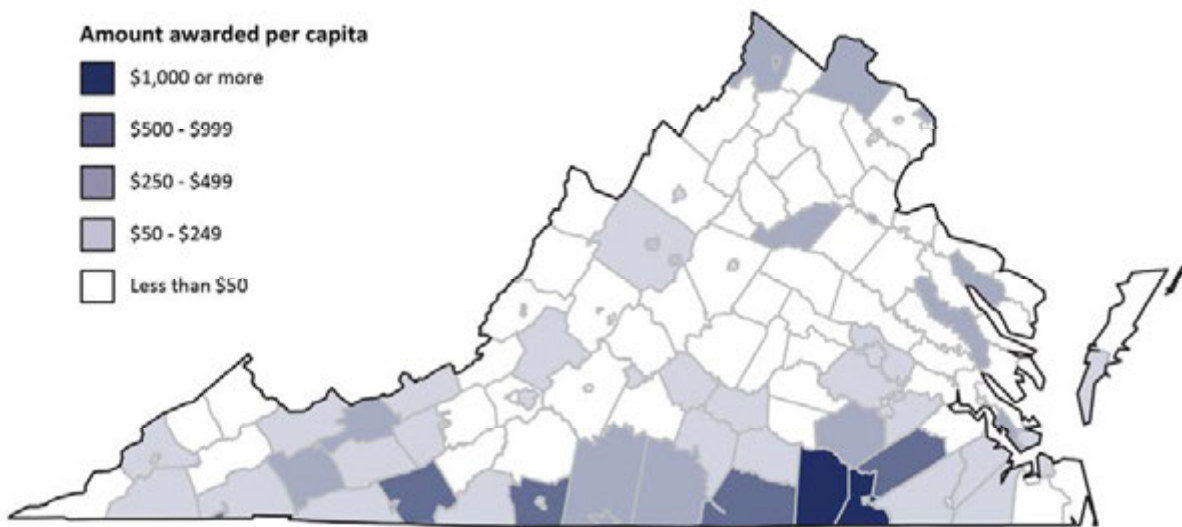 Amount awarded per capita
$1,000 or more
$500 - $999
$250 - $499
$50 - $249
Less than $50